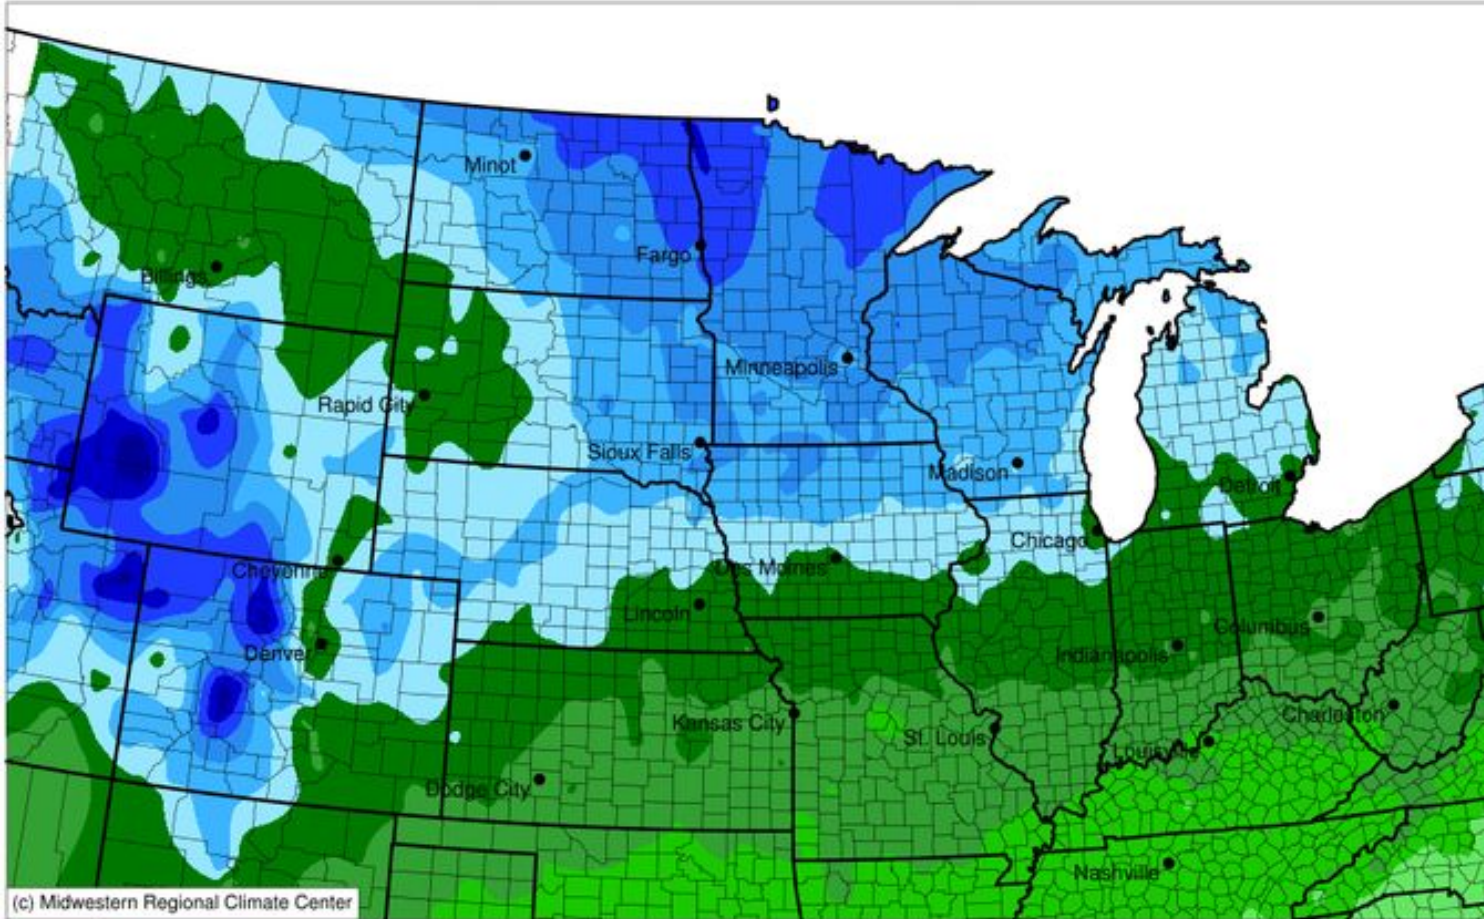 Minot
Fargo
Billings
Minneapolis
Rapid City
Sioux Falls
Madison
Detroit
Chicago
Cheyenne
Des Moines
Lincoln
Columbus
Denver
Indianapolis
Charleston
Kansas City
St. Louis
Louisville
Dodge City
Nashville
(c) Midwestern Regional Climate Center